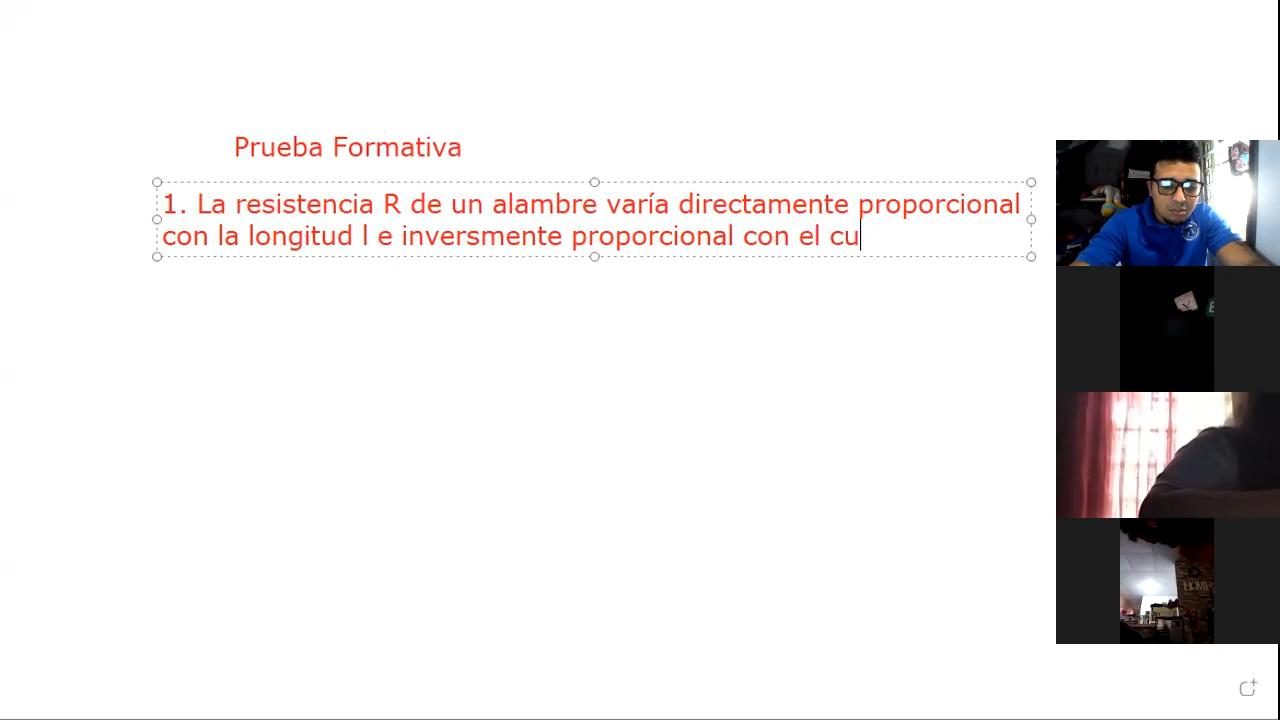 Prueba Formativa
1. La resistencia R de un alambre varía directamente proporcional
con la longitud l e inversmente proporcional con el cu
HOME